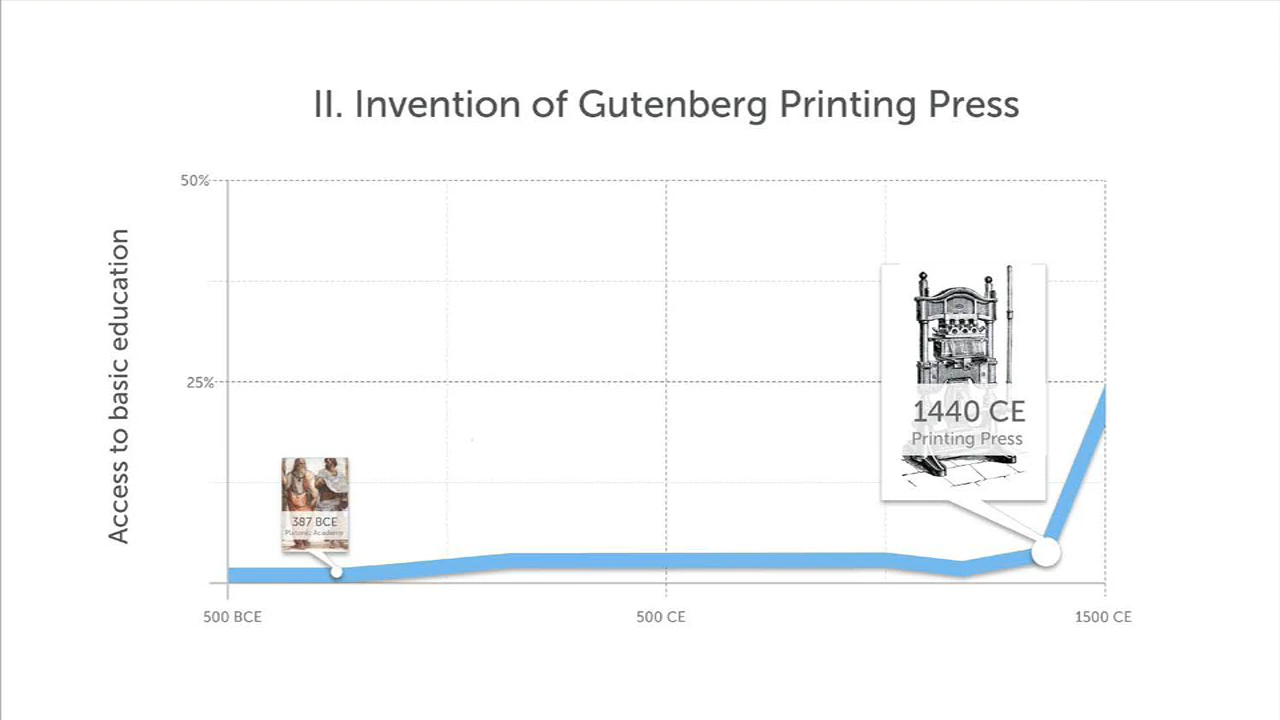 II. Invention of Gutenberg Printing Press
50%
25%
Access to basic education
1440 CE
Printing Press
387 BCE
Platonic Academy
500 BCE
500 CE
1500 CE